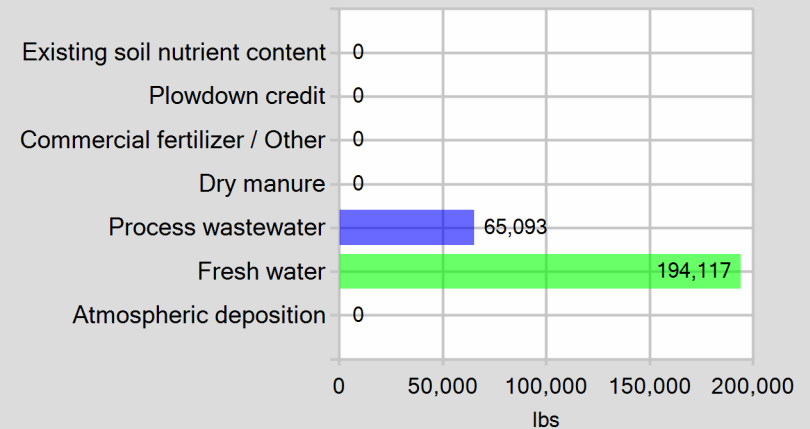 Existing soil nutrient content 0
Plowdown credit 0
Commercial fertilizer / Other 0
Dry manure 0
Process wastewater 65,093
Fresh water 194,117
Atmospheric deposition 0
0 50,000 100,000 150,000 200,000
lbs